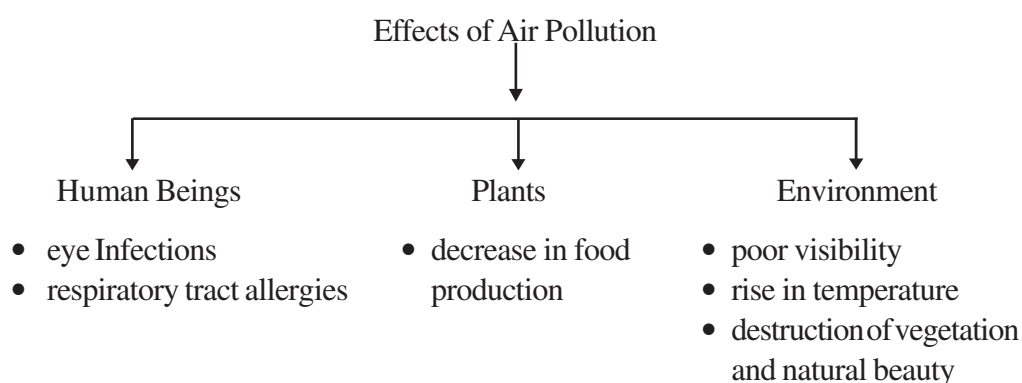 Effects of Air Pollution
Human Beings
• eye Infections
• respiratory tract allergies
Plants
• decrease in food
production
Environment
• poor visibility
• rise in temperature
• destruction of vegetation
and natural beauty